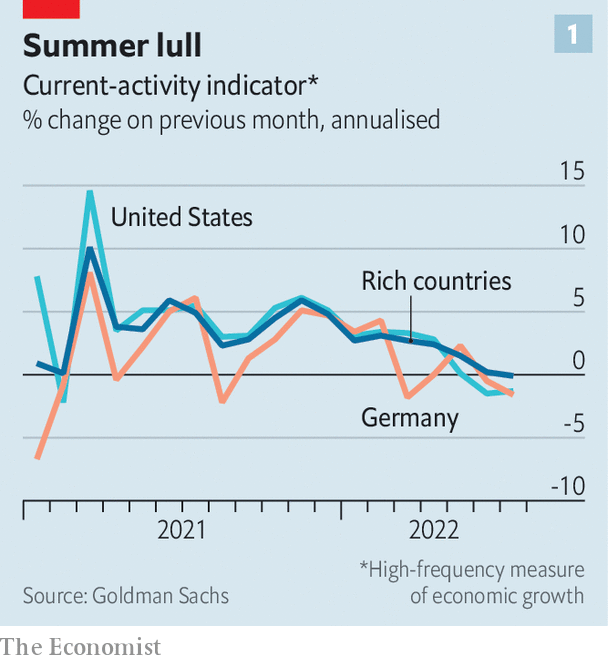 1
Summer lull
Current-activity indicator*
% change on previous month, annualised
15
United States
10
Rich countries
5
0
Germany
-5
-10
2021
2022
*High-frequency measure
of economic growth
Source: Goldman Sachs
The Economist